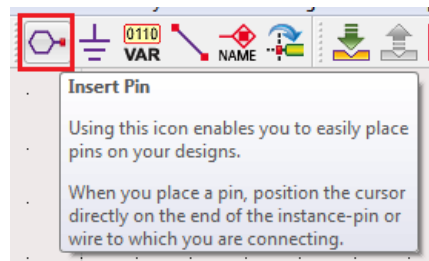 0110
VAR
NAME
Insert Pin
Using this icon enables you to easily place
pins on your designs.
When you place a pin, position the cursor
directly on the end of the instance-pin or
wire to which you are connecting.